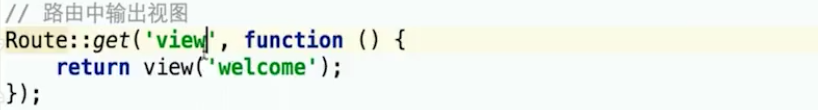 // 路由中输出视图
Route::get('view', function () {
    return view('welcome');
});